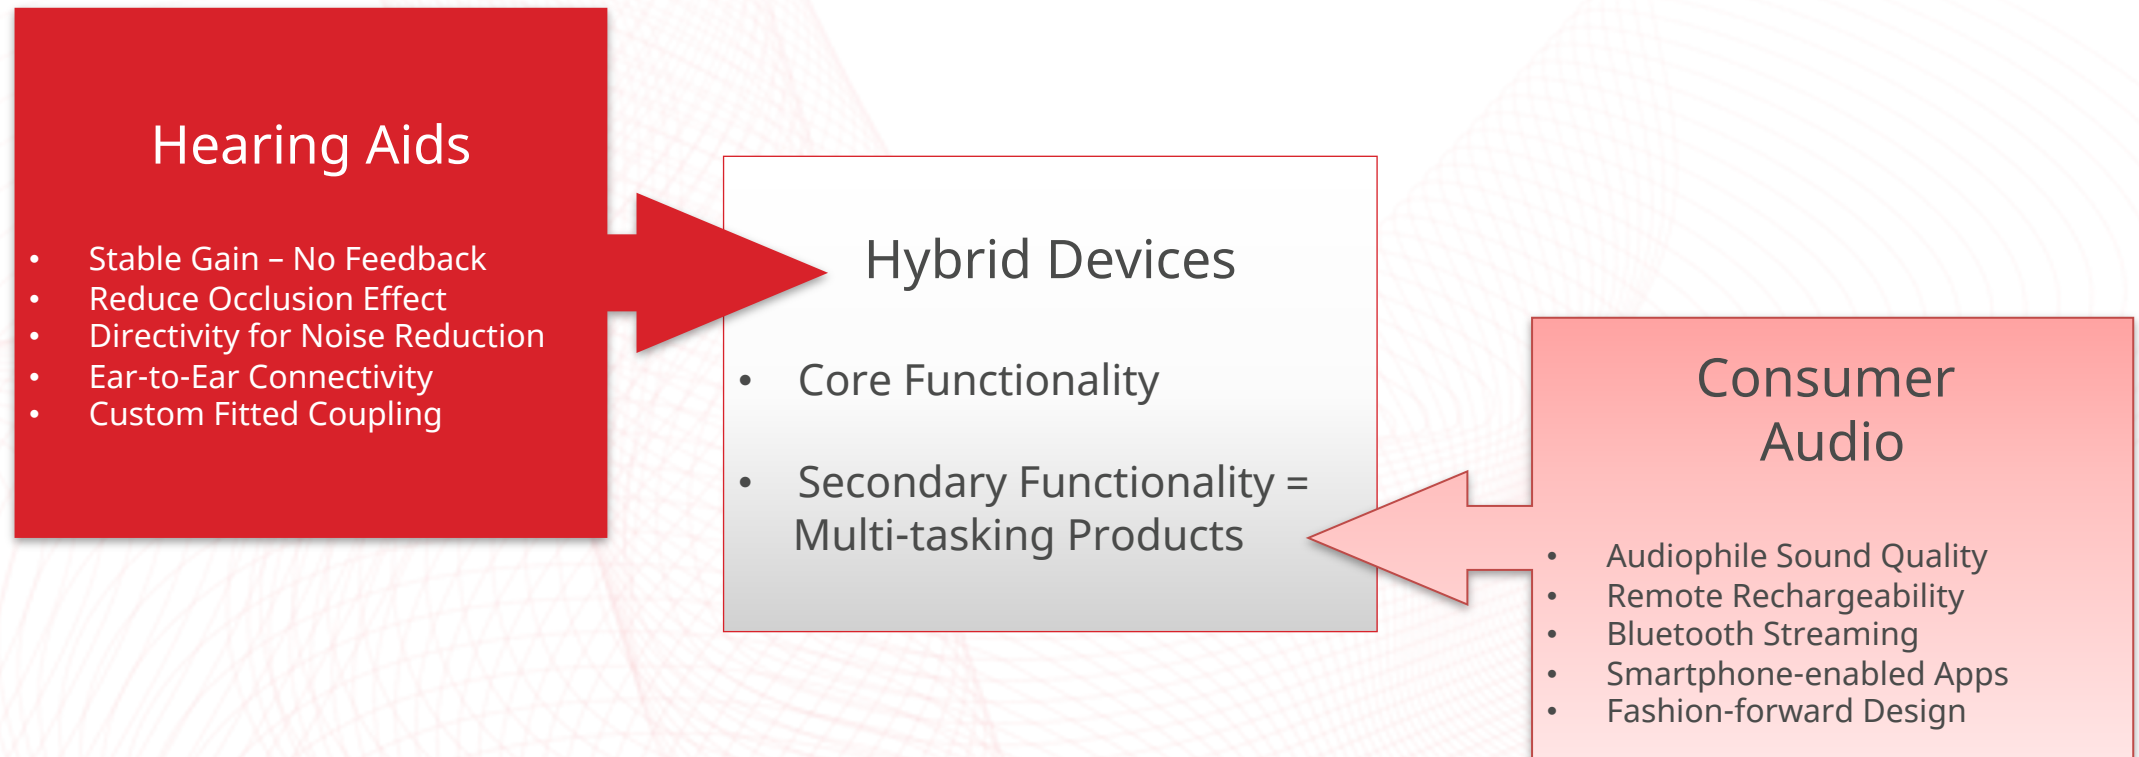 Hearing Aids
• Stable Gain – No Feedback
• Reduce Occlusion Effect
• Directivity for Noise Reduction
• Ear-to-Ear Connectivity
• Custom Fitted Coupling
Hybrid Devices
• Core Functionality
• Secondary Functionality =
Multi-tasking Products
Consumer
Audio
• Audiophile Sound Quality
• Remote Rechargeability
• Bluetooth Streaming
• Smartphone-enabled Apps
• Fashion-forward Design